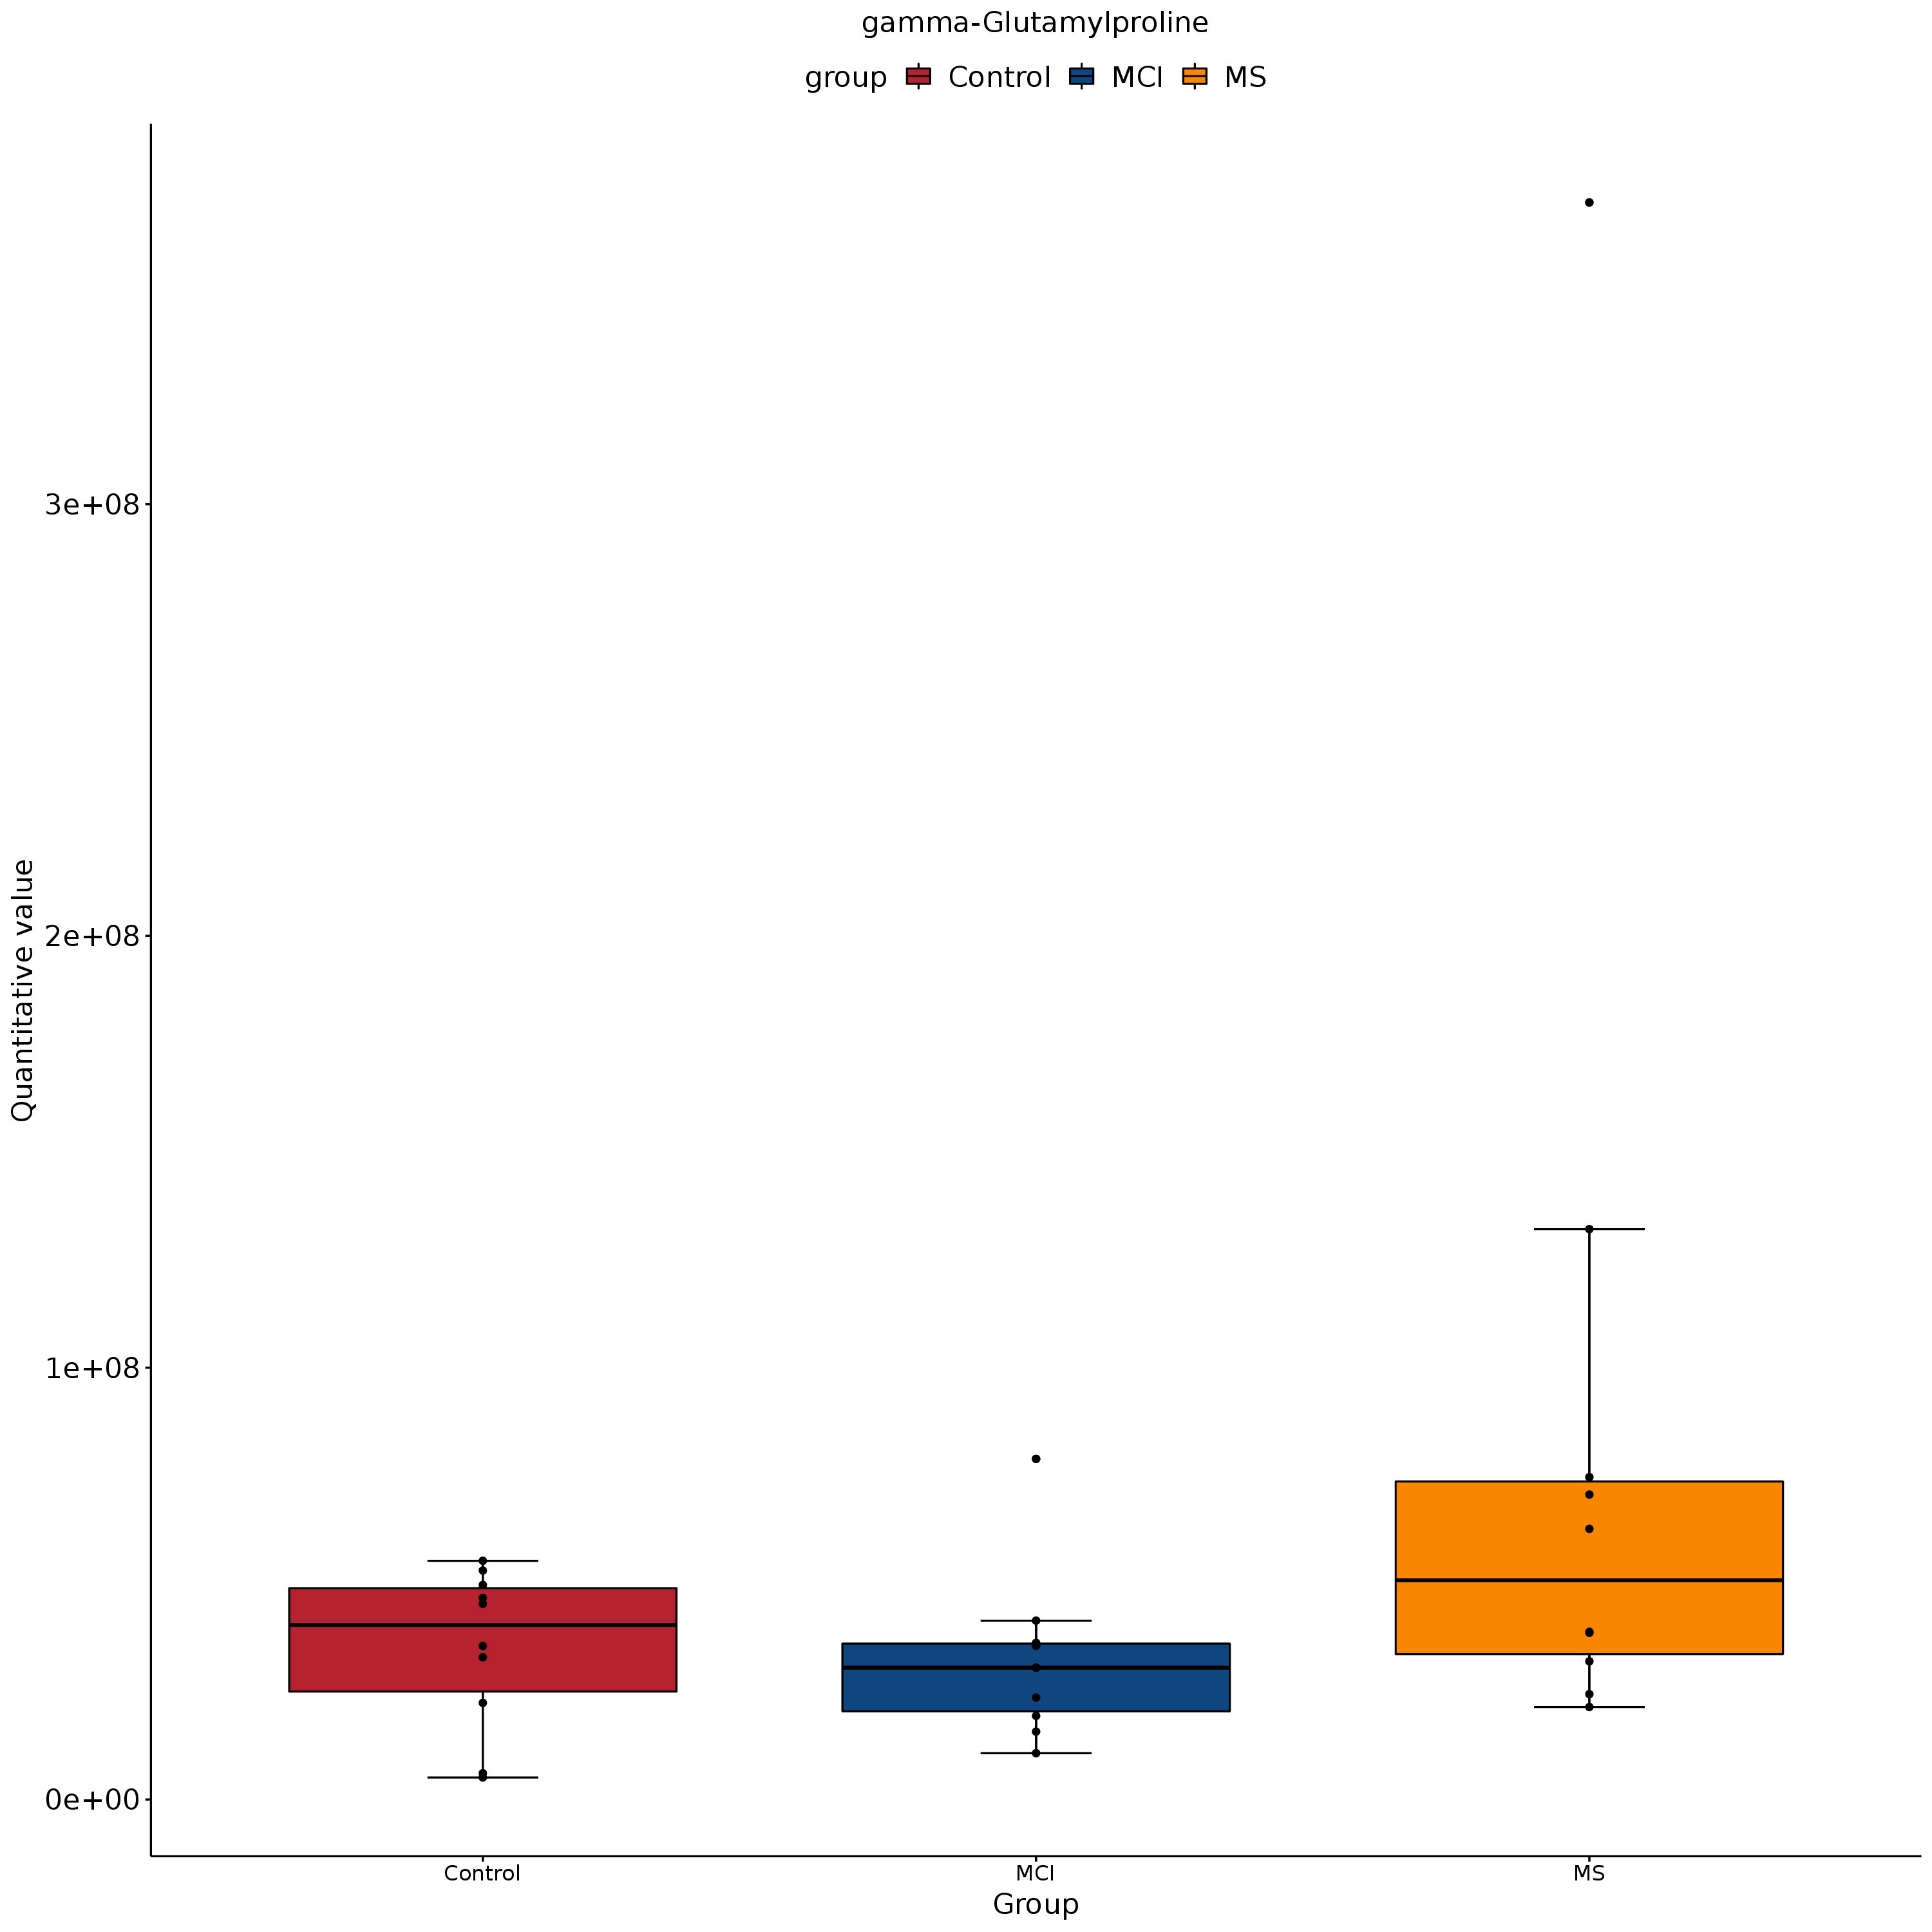 gamma-Glutamylproline
group Control MCI MS
Quantitative value
3e+08
2e+08
1e+08
0e+00
Control MCI MS
Group